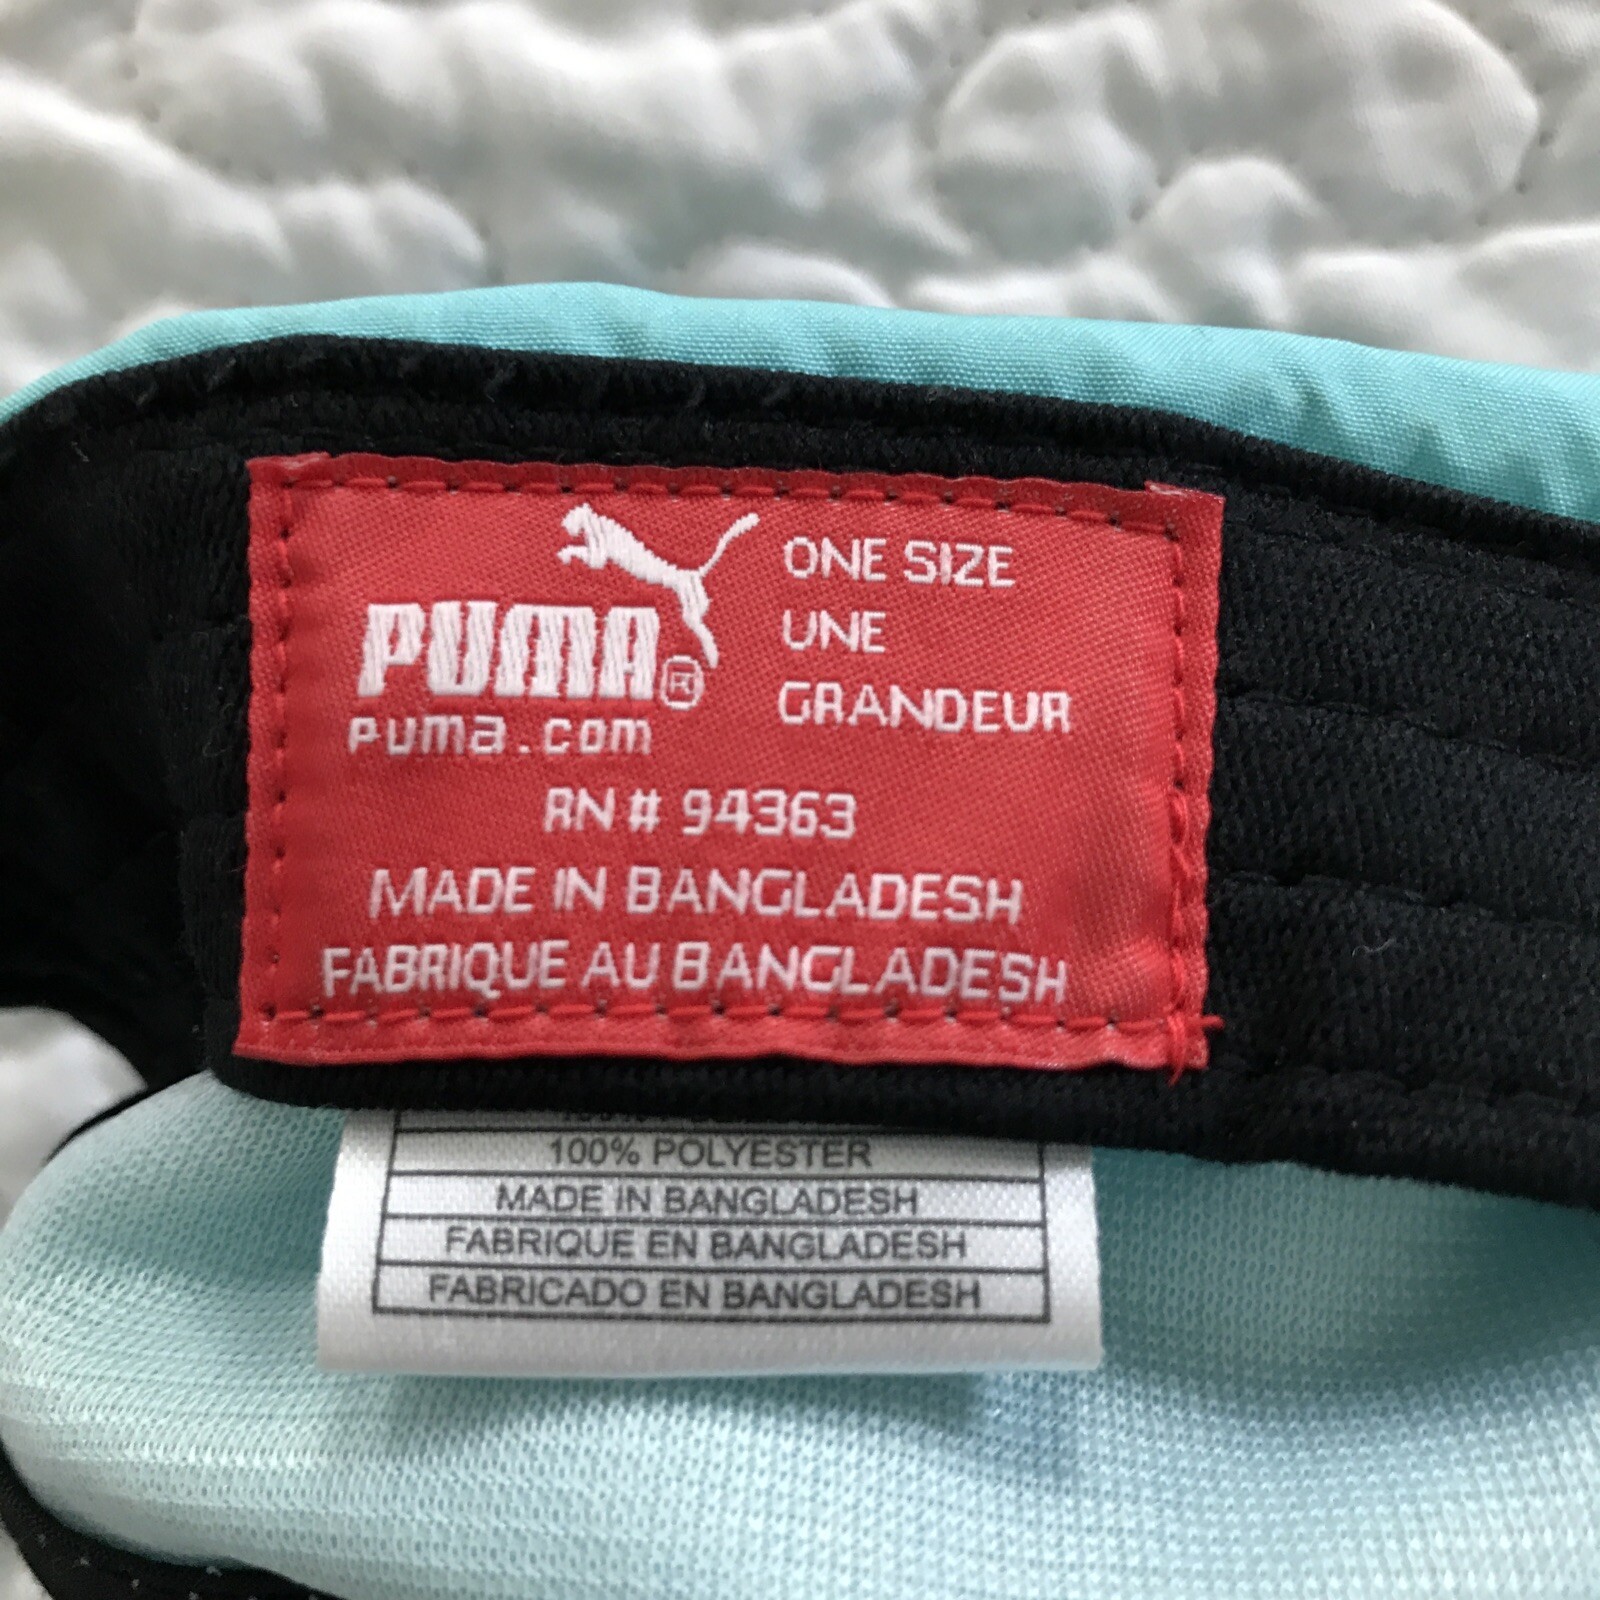 PUMA®
puma.com
ONE SIZE
UNE
GRANDEUR
RN # 94363
MADE IN BANGLADESH
FABRIQUE AU BANGLADESH
100% POLYESTER
MADE IN BANGLADESH
FABRIQUE EN BANGLADESH
FABRICADO EN BANGLADESH